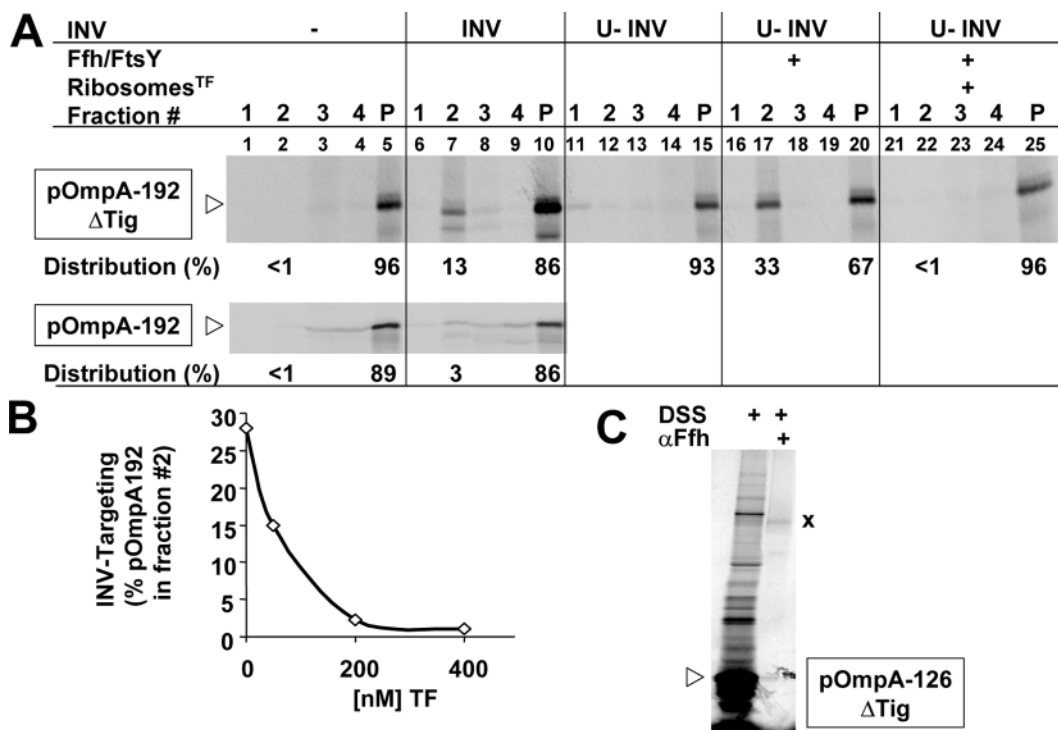 A
INV - INV U- INV U- INV U- INV
Ffh/FtsY + +
Ribosomes^TF +
Fraction # 1 2 3 4 P 1 2 3 4 P 1 2 3 4 P 1 2 3 4 P 1 2 3 4 P
1 2 3 4 5 6 7 8 9 10 11 12 13 14 15 16 17 18 19 20 21 22 23 24 25
pOmpA-192
ΔTig
Distribution (%) <1 96 13 86 93 33 67 <1 96
pOmpA-192
Distribution (%) <1 89 3 86
B
INV-Targeting
(% pOmpA192
in fraction #2)
30
25
20
15
10
5
0
0 200 400
[nM] TF
C
DSS + +
αFfh +
x
pOmpA-126
ΔTig